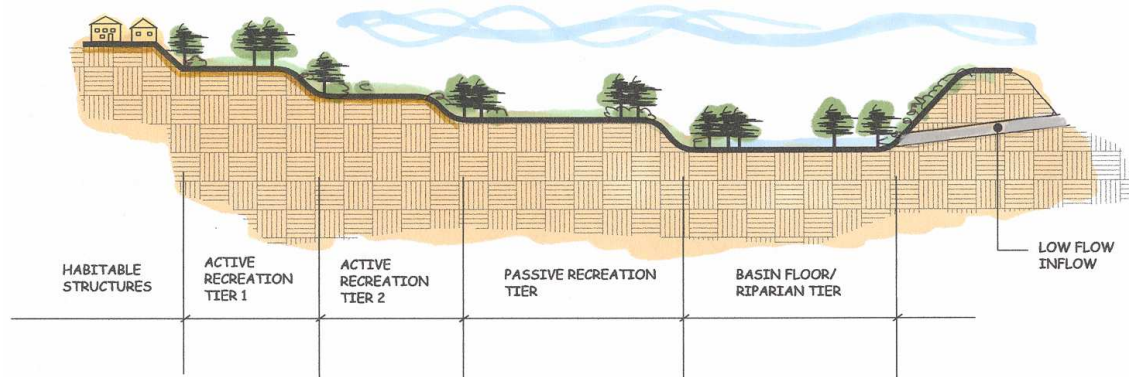 HABITABLE
STRUCTURES
ACTIVE
RECREATION
TIER 1
ACTIVE
RECREATION
TIER 2
PASSIVE RECREATION
TIER
BASIN FLOOR/
RIPARIAN TIER
LOW FLOW
INFLOW